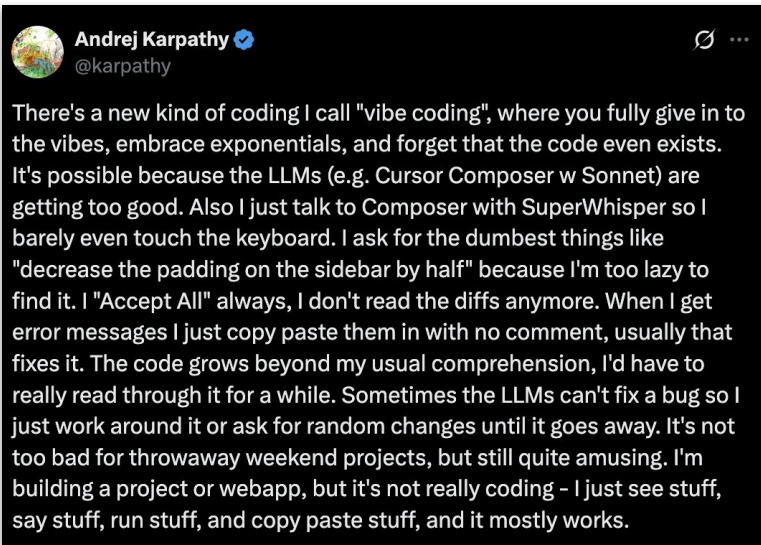 Andrej Karpathy
@karpathy
There's a new kind of coding I call "vibe coding", where you fully give in to
the vibes, embrace exponentials, and forget that the code even exists.
It's possible because the LLMs (e.g. Cursor Composer w Sonnet) are
getting too good. Also I just talk to Composer with SuperWhisper so I
barely even touch the keyboard. I ask for the dumbest things like
"decrease the padding on the sidebar by half" because I'm too lazy to
find it. I "Accept All" always, I don't read the diffs anymore. When I get
error messages I just copy paste them in with no comment, usually that
fixes it. The code grows beyond my usual comprehension, I'd have to
really read through it for a while. Sometimes the LLMs can't fix a bug so I
just work around it or ask for random changes until it goes away. It's not
too bad for throwaway weekend projects, but still quite amusing. I'm
building a project or webapp, but it's not really coding - I just see stuff,
say stuff, run stuff, and copy paste stuff, and it mostly works.